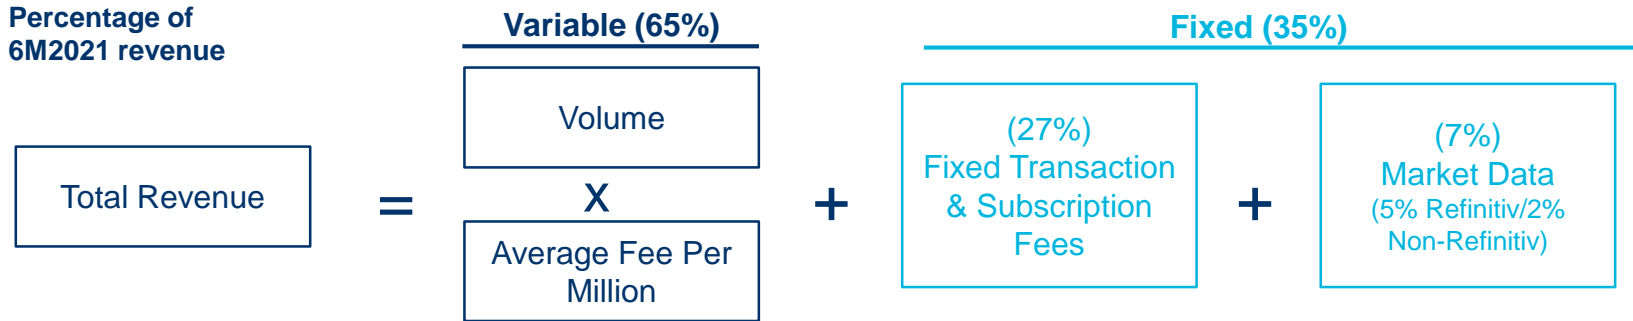 Percentage of
6M2021 revenue
Variable (65%)
Fixed (35%)
Total Revenue
=
Volume
X
Average Fee Per
Million
+
(27%)
Fixed Transaction
& Subscription
Fees
+
(7%)
Market Data
(5% Refinitiv/2%
Non-Refinitiv)